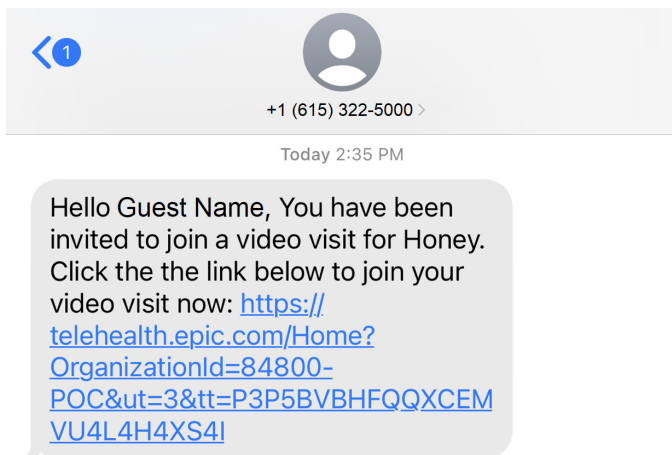 1
+1 (615) 322-5000 >
Today 2:35 PM
Hello Guest Name, You have been
invited to join a video visit for Honey.
Click the the link below to join your
video visit now: https://
telehealth.epic.com/Home?
OrganizationId=84800-
POC&ut=3&tt=P3P5BVBHFQQXCEM
VU4L4H4XS4I